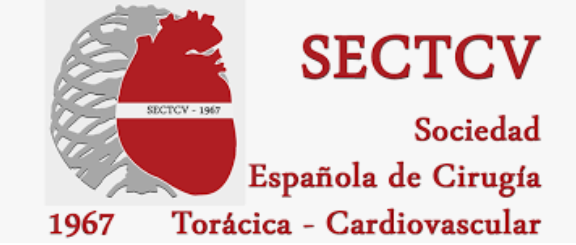 SECTCV
SECTCV - 1967
Sociedad
Española de Cirugía
1967 Torácica - Cardiovascular